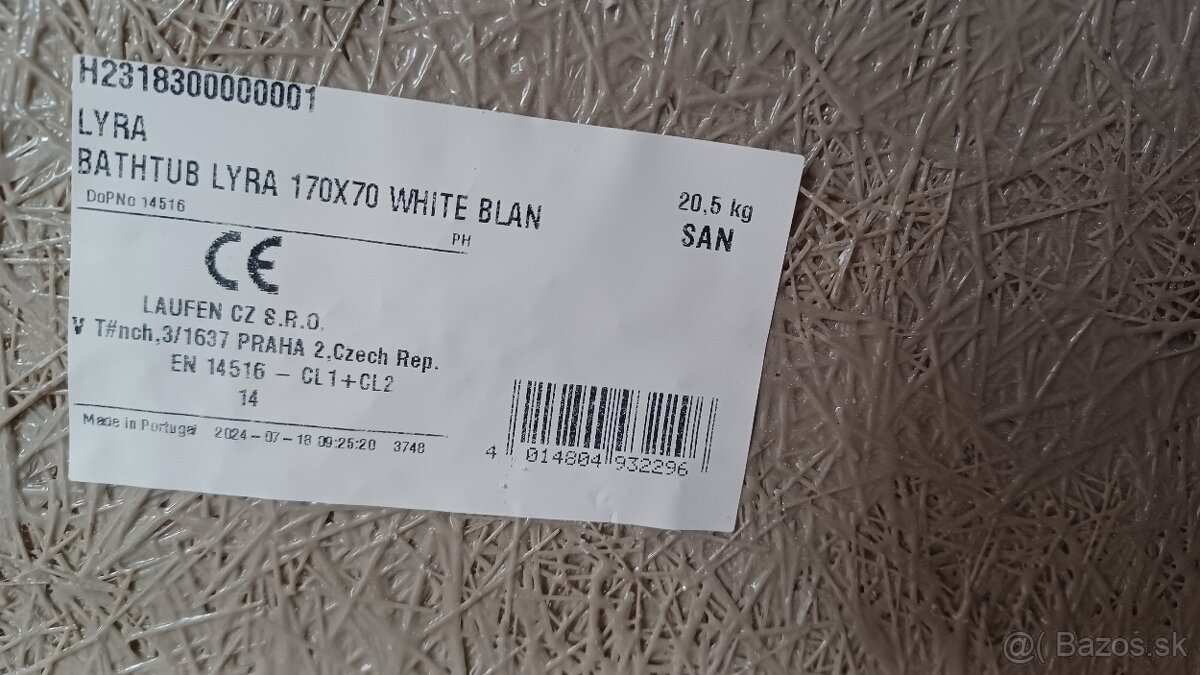 H2318300000001
LYRA
BATHTUB LYRA 170X70 WHITE BLAN
DoPNo 14516
PH
20,5 kg
SAN
CE
LAUFEN CZ S.R.O.
V T#nch,3/1637 PRAHA 2,Czech Rep.
EN 14516 - CL1+CL2
14
Made in Portugal 2024-07-18 09:25:20 3748
4 014804 932296
@( Bazos.sk